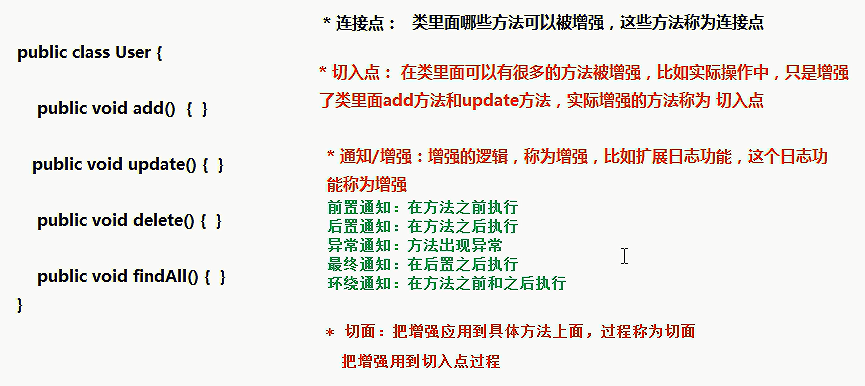 public class User {
public void add() { }
public void update() { }
public void delete() { }
public void findAll() { }
}
* 连接点： 类里面哪些方法可以被增强，这些方法称为连接点
* 切入点： 在类里面可以有很多的方法被增强，比如实际操作中，只是增强
了类里面add方法和update方法，实际增强的方法称为 切入点
* 通知/增强：增强的逻辑，称为增强，比如扩展日志功能，这个日志功
能称为增强
前置通知：在方法之前执行
后置通知：在方法之后执行
异常通知：方法出现异常
最终通知：在后置之后执行
环绕通知：在方法之前和之后执行
* 切面：把增强应用到具体方法上面，过程称为切面
把增强用到切入点过程